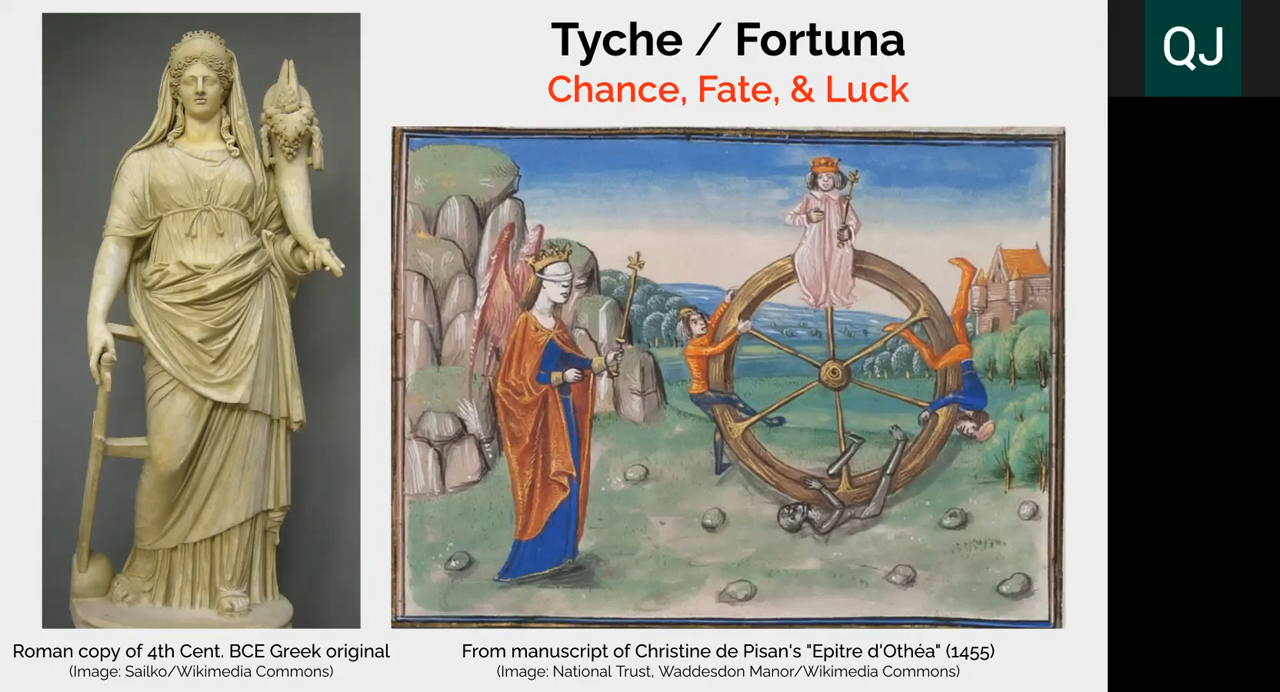 Tyche / Fortuna
Chance, Fate, & Luck
QJ
Roman copy of 4th Cent. BCE Greek original
(Image: Sailko/Wikimedia Commons)
From manuscript of Christine de Pisan's "Epitre d'Othéa" (1455)
(Image: National Trust, Waddesdon Manor/Wikimedia Commons)